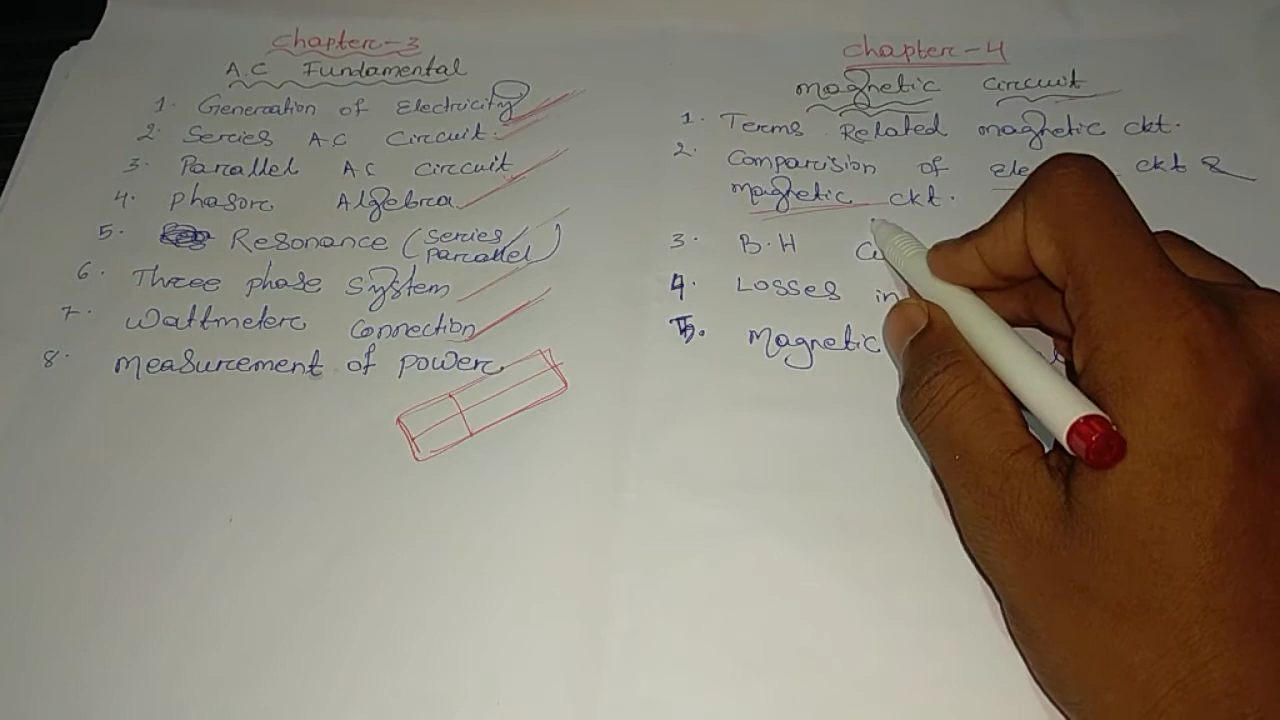 Chapter-3
A.C Fundamental
1. Generation of Electricity
2. Series A.C Circuit.
3. Parallel AC circuit
4. Phasor Algebra
5. Resonance (Series/
Parallel)
6. Three phase System
7. Wattmeter Connection
8. Measurement of power
Chapter-4
Magnetic Circuit
1. Terms Related magnetic ckt.
2. Comparision of ckt &
magnetic ckt.
3. B.H
4. Losses in
5. Magnetic